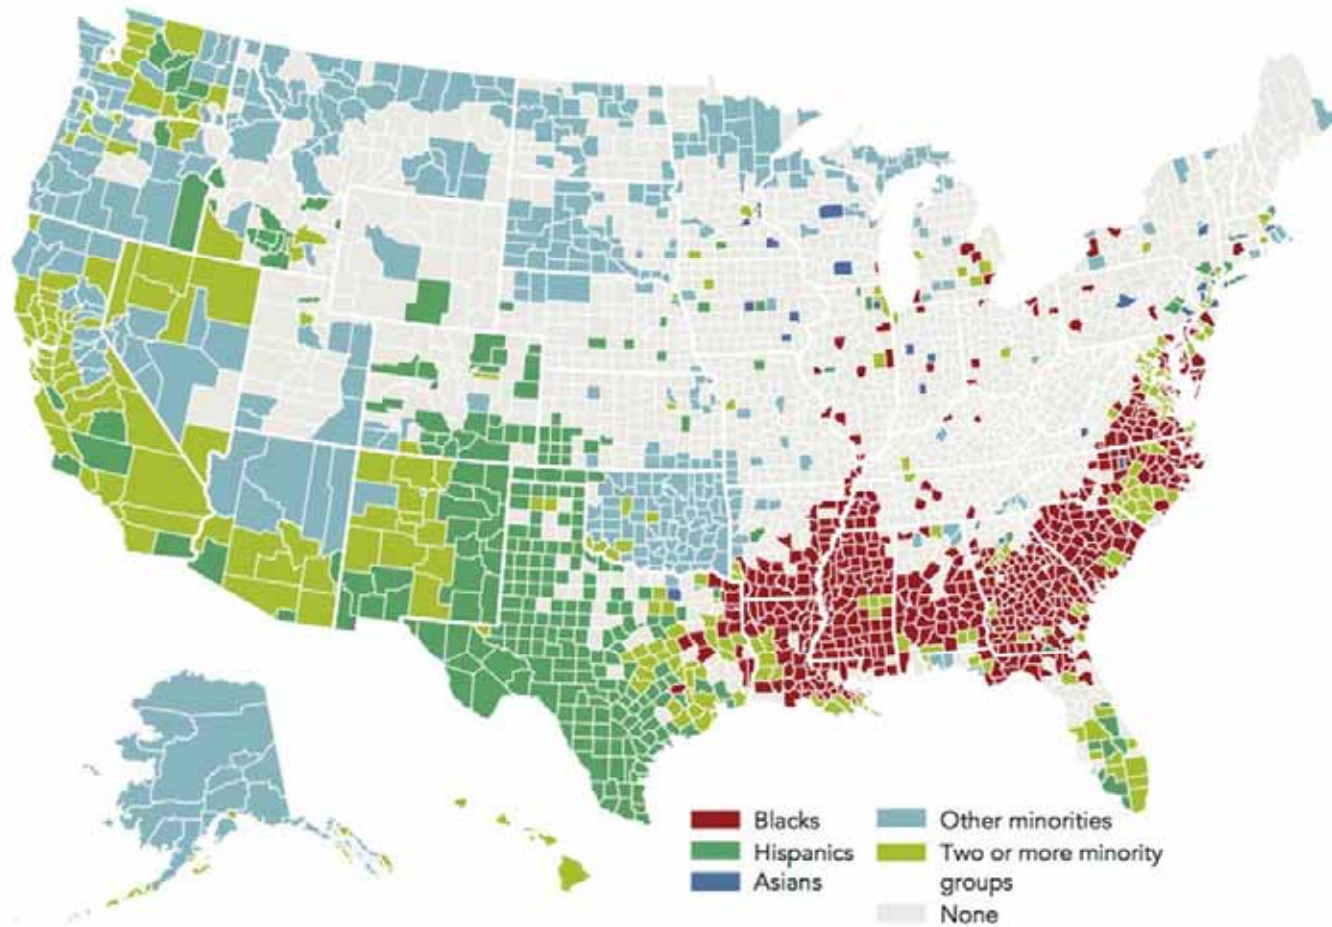 Blacks
Hispanics
Asians
Other minorities
Two or more minority
groups
None